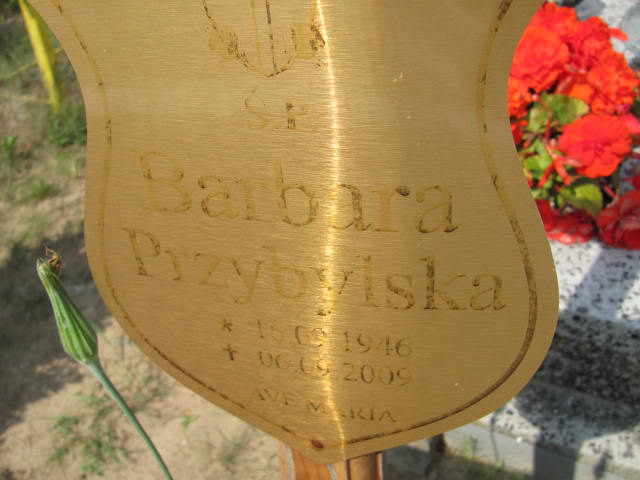 Ś.P.
Barbara
Przybylska
* 16 09 1946
✝ 06 09 2009
AVE MARIA